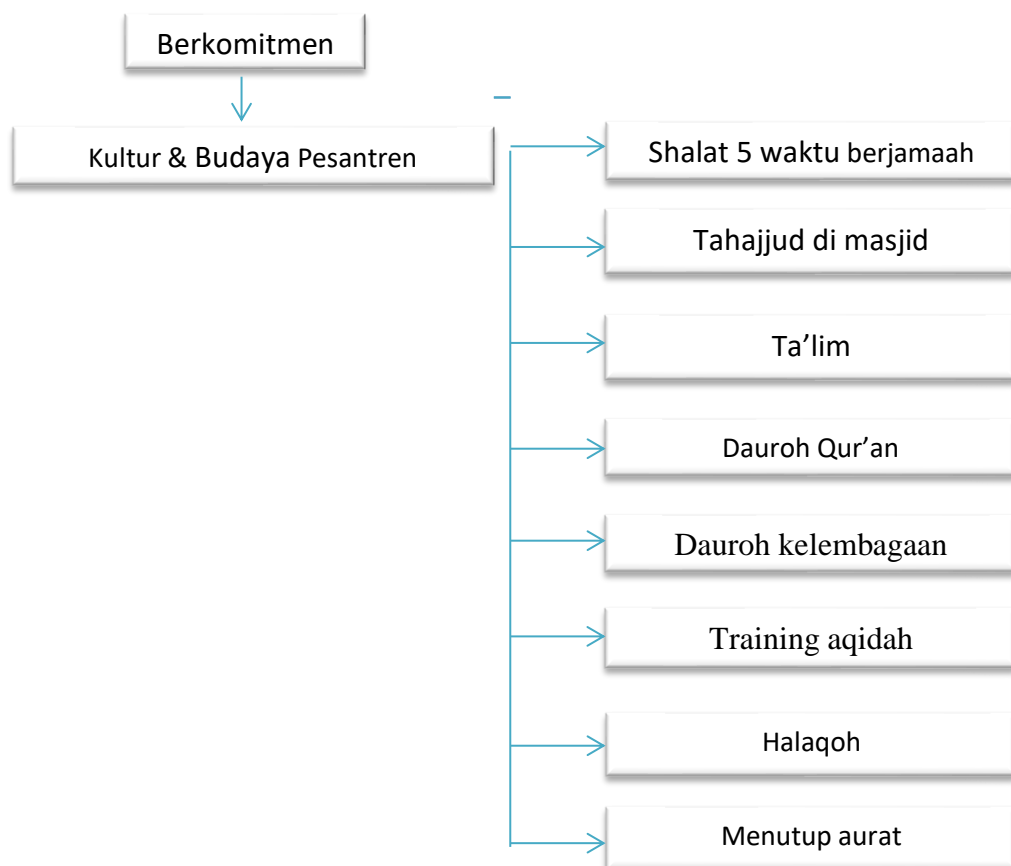 Berkomitmen
Kultur & Budaya Pesantren
Shalat 5 waktu berjamaah
Tahajjud di masjid
Ta’lim
Dauroh Qur’an
Dauroh kelembagaan
Training aqidah
Halaqoh
Menutup aurat